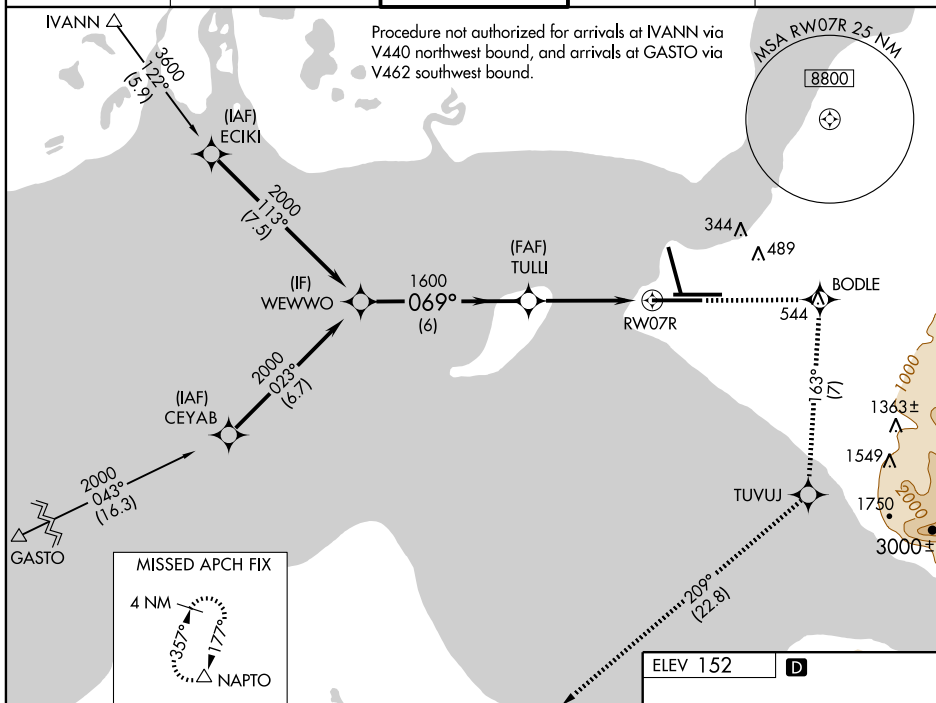 IVANN
3600
122°
(5.9)
Procedure not authorized for arrivals at IVANN via
V440 northwest bound, and arrivals at GASTO via
V462 southwest bound.
MSA RW07R 25 NM
8800
(IAF)
ECIKI
2000
113°
(7.5)
344
489
(IF)
WEWWO
1600
069°
(6)
(FAF)
TULLI
RW07R
BODLE
544
163°
(7)
1000
1363±
1549
2000
1750
3000±
(IAF)
CEYAB
2000
023°
(6.7)
2000
043°
(16.3)
GASTO
TUVUJ
209°
(22.8)
MISSED APCH FIX
4 NM
357°
177°
NAPTO
ELEV 152
D